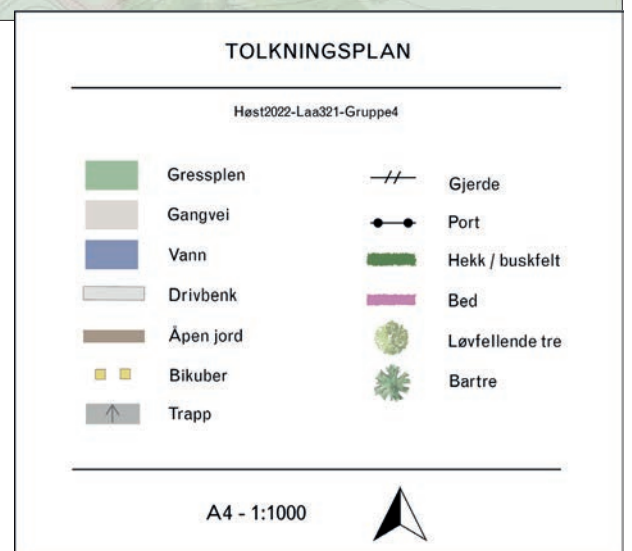 TOLKNINGSPLAN
Høst2022-Laa321-Gruppe4
Gressplen
Gangvei
Vann
Drivbenk
Åpen jord
Bikuber
Trapp
Gjerde
Port
Hekk / buskfelt
Bed
Løvfellende tre
Bartre
A4 - 1:1000